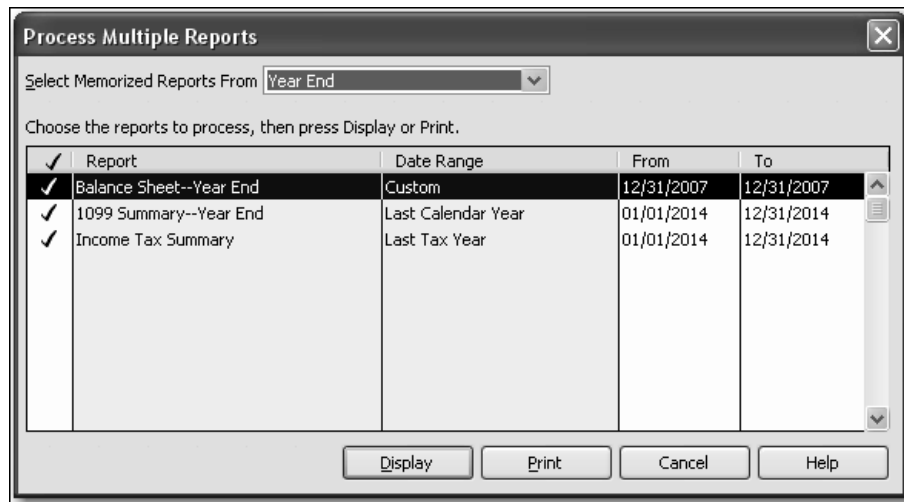 Process Multiple Reports
Select Memorized Reports From Year End
Choose the reports to process, then press Display or Print.
✓ Report Date Range From To
✓ Balance Sheet--Year End Custom 12/31/2007 12/31/2007
✓ 1099 Summary--Year End Last Calendar Year 01/01/2014 12/31/2014
✓ Income Tax Summary Last Tax Year 01/01/2014 12/31/2014
Display Print Cancel Help